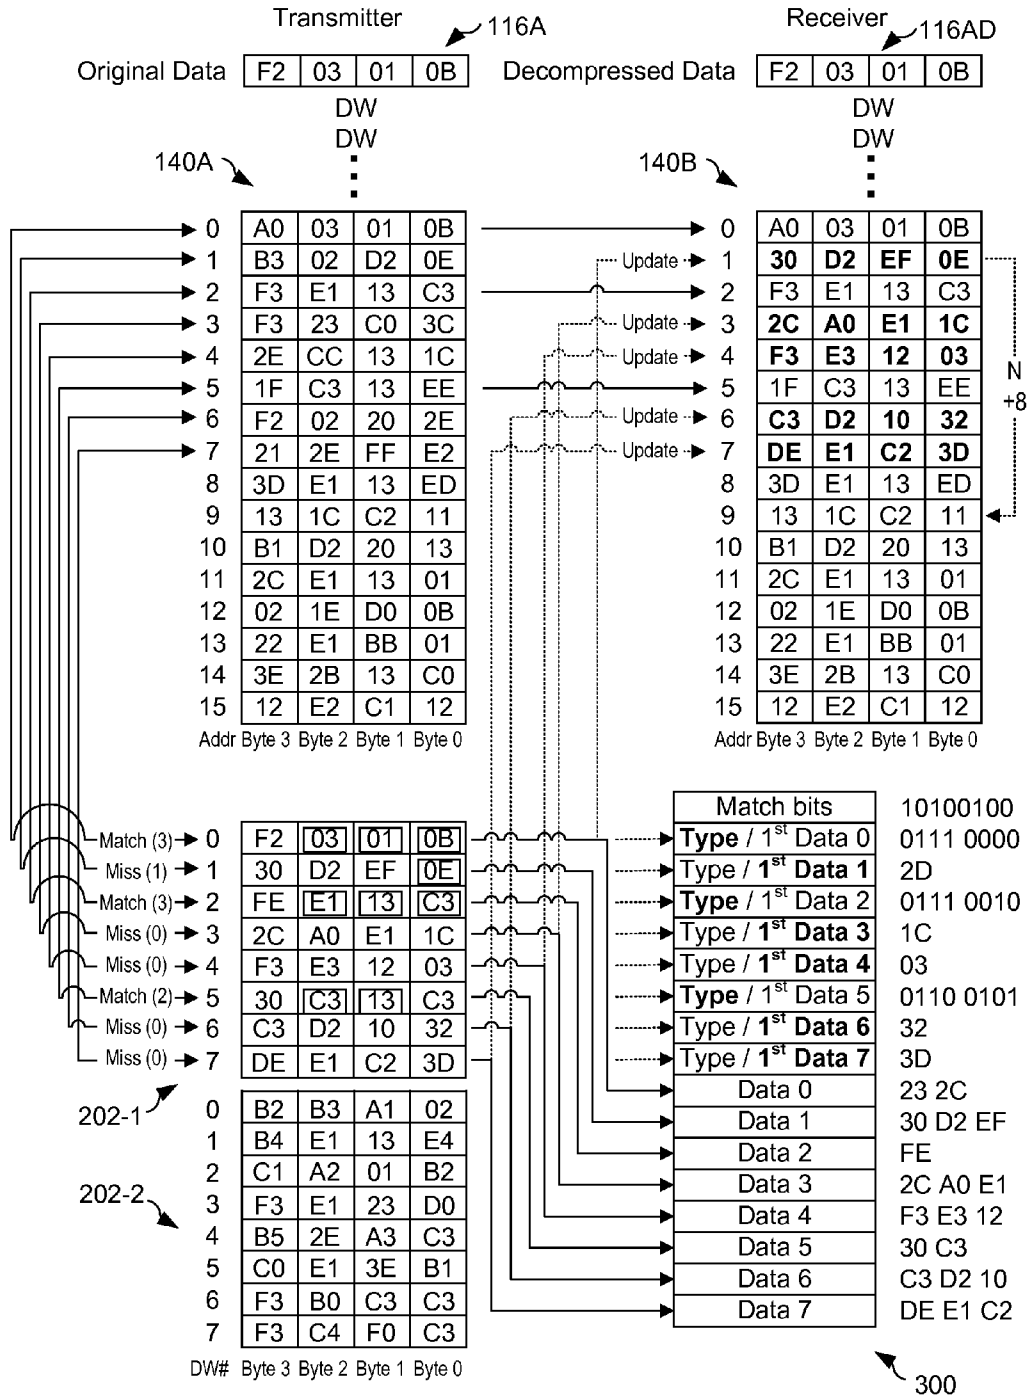 Transmitter Receiver
116A 116AD
Original Data F2 03 01 0B Decompressed Data F2 03 01 0B
DW DW
DW DW
140A 140B
0 A0 03 01 0B 0 A0 03 01 0B
1 B3 02 D2 0E Update 1 30 D2 EF 0E
2 F3 E1 13 C3 2 F3 E1 13 C3
3 F3 23 C0 3C Update 3 2C A0 E1 1C
4 2E CC 13 1C Update 4 F3 E3 12 03
5 1F C3 13 EE 5 1F C3 13 EE
6 F2 02 20 2E Update 6 C3 D2 10 32
7 21 2E FF E2 Update 7 DE E1 C2 3D
N
+8
8 3D E1 13 ED 8 3D E1 13 ED
9 13 1C C2 11 9 13 1C C2 11
10 B1 D2 20 13 10 B1 D2 20 13
11 2C E1 13 01 11 2C E1 13 01
12 02 1E D0 0B 12 02 1E D0 0B
13 22 E1 BB 01 13 22 E1 BB 01
14 3E 2B 13 C0 14 3E 2B 13 C0
15 12 E2 C1 12 15 12 E2 C1 12
Addr Byte 3 Byte 2 Byte 1 Byte 0 Addr Byte 3 Byte 2 Byte 1 Byte 0
Match bits 10100100
Match (3) 0 F2 03 01 0B Type / 1st Data 0 0111 0000
Miss (1) 1 30 D2 EF 0E Type / 1st Data 1 2D
Match (3) 2 FE E1 13 C3 Type / 1st Data 2 0111 0010
Miss (0) 3 2C A0 E1 1C Type / 1st Data 3 1C
Miss (0) 4 F3 E3 12 03 Type / 1st Data 4 03
Match (2) 5 30 C3 13 C3 Type / 1st Data 5 0110 0101
Miss (0) 6 C3 D2 10 32 Type / 1st Data 6 32
Miss (0) 7 DE E1 C2 3D Type / 1st Data 7 3D
202-1
0 B2 B3 A1 02 Data 0 23 2C
1 B4 E1 13 E4 Data 1 30 D2 EF
2 C1 A2 01 B2 Data 2 FE
202-2
3 F3 E1 23 D0 Data 3 2C A0 E1
4 B5 2E A3 C3 Data 4 F3 E3 12
5 C0 E1 3E B1 Data 5 30 C3
6 F3 B0 C3 C3 Data 6 C3 D2 10
7 F3 C4 F0 C3 Data 7 DE E1 C2
DW# Byte 3 Byte 2 Byte 1 Byte 0
300